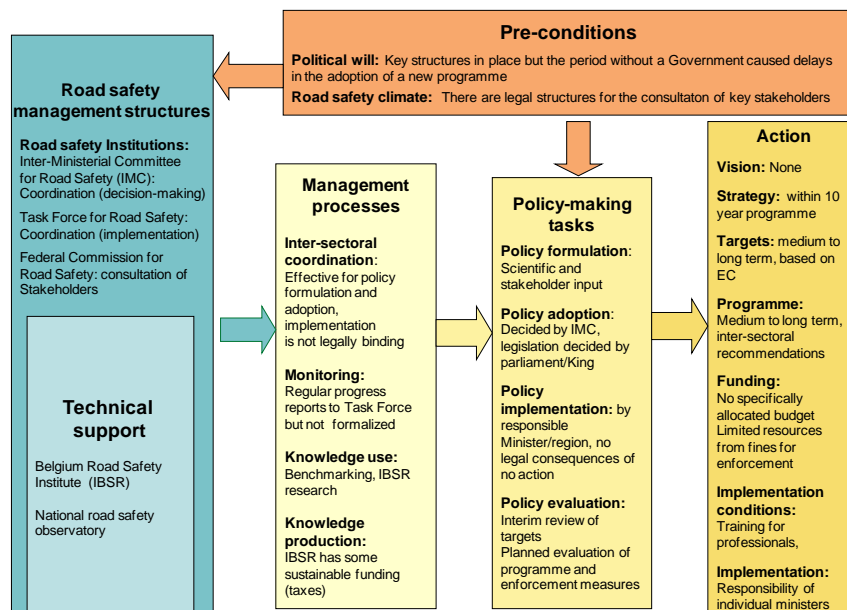 Pre-conditions
Political will: Key structures in place but the period without a Government caused delays
in the adoption of a new programme
Road safety climate: There are legal structures for the consultaton of key stakeholders
Road safety
management structures
Road safety Institutions:
Inter-Ministerial Committee
for Road Safety (IMC):
Coordination (decision-making)
Task Force for Road Safety:
Coordination (implementation)
Federal Commission for
Road Safety: consultation of
Stakeholders
Technical
support
Belgium Road Safety
Institute (IBSR)
National road safety
observatory
Management
processes
Inter-sectoral
coordination:
Effective for policy
formulation and
adoption,
implementation
is not legally binding
Monitoring:
Regular progress
reports to Task Force
but not formalized
Knowledge use:
Benchmarking, IBSR
research
Knowledge
production:
IBSR has some
sustainable funding
(taxes)
Policy-making
tasks
Policy formulation:
Scientific and
stakeholder input
Policy adoption:
Decided by IMC,
legislation decided by
parliament/King
Policy
implementation: by
responsible
Minister/region, no
legal consequences of
no action
Policy evaluation:
Interim review of
targets
Planned evaluation of
programme and
enforcement measures
Action
Vision: None
Strategy: within 10
year programme
Targets: medium to
long term, based on
EC
Programme:
Medium to long term,
inter-sectoral
recommendations
Funding:
No specifically
allocated budget
Limited resources
from fines for
enforcement
Implementation
conditions:
Training for
professionals,
Implementation:
Responsibility of
individual ministers